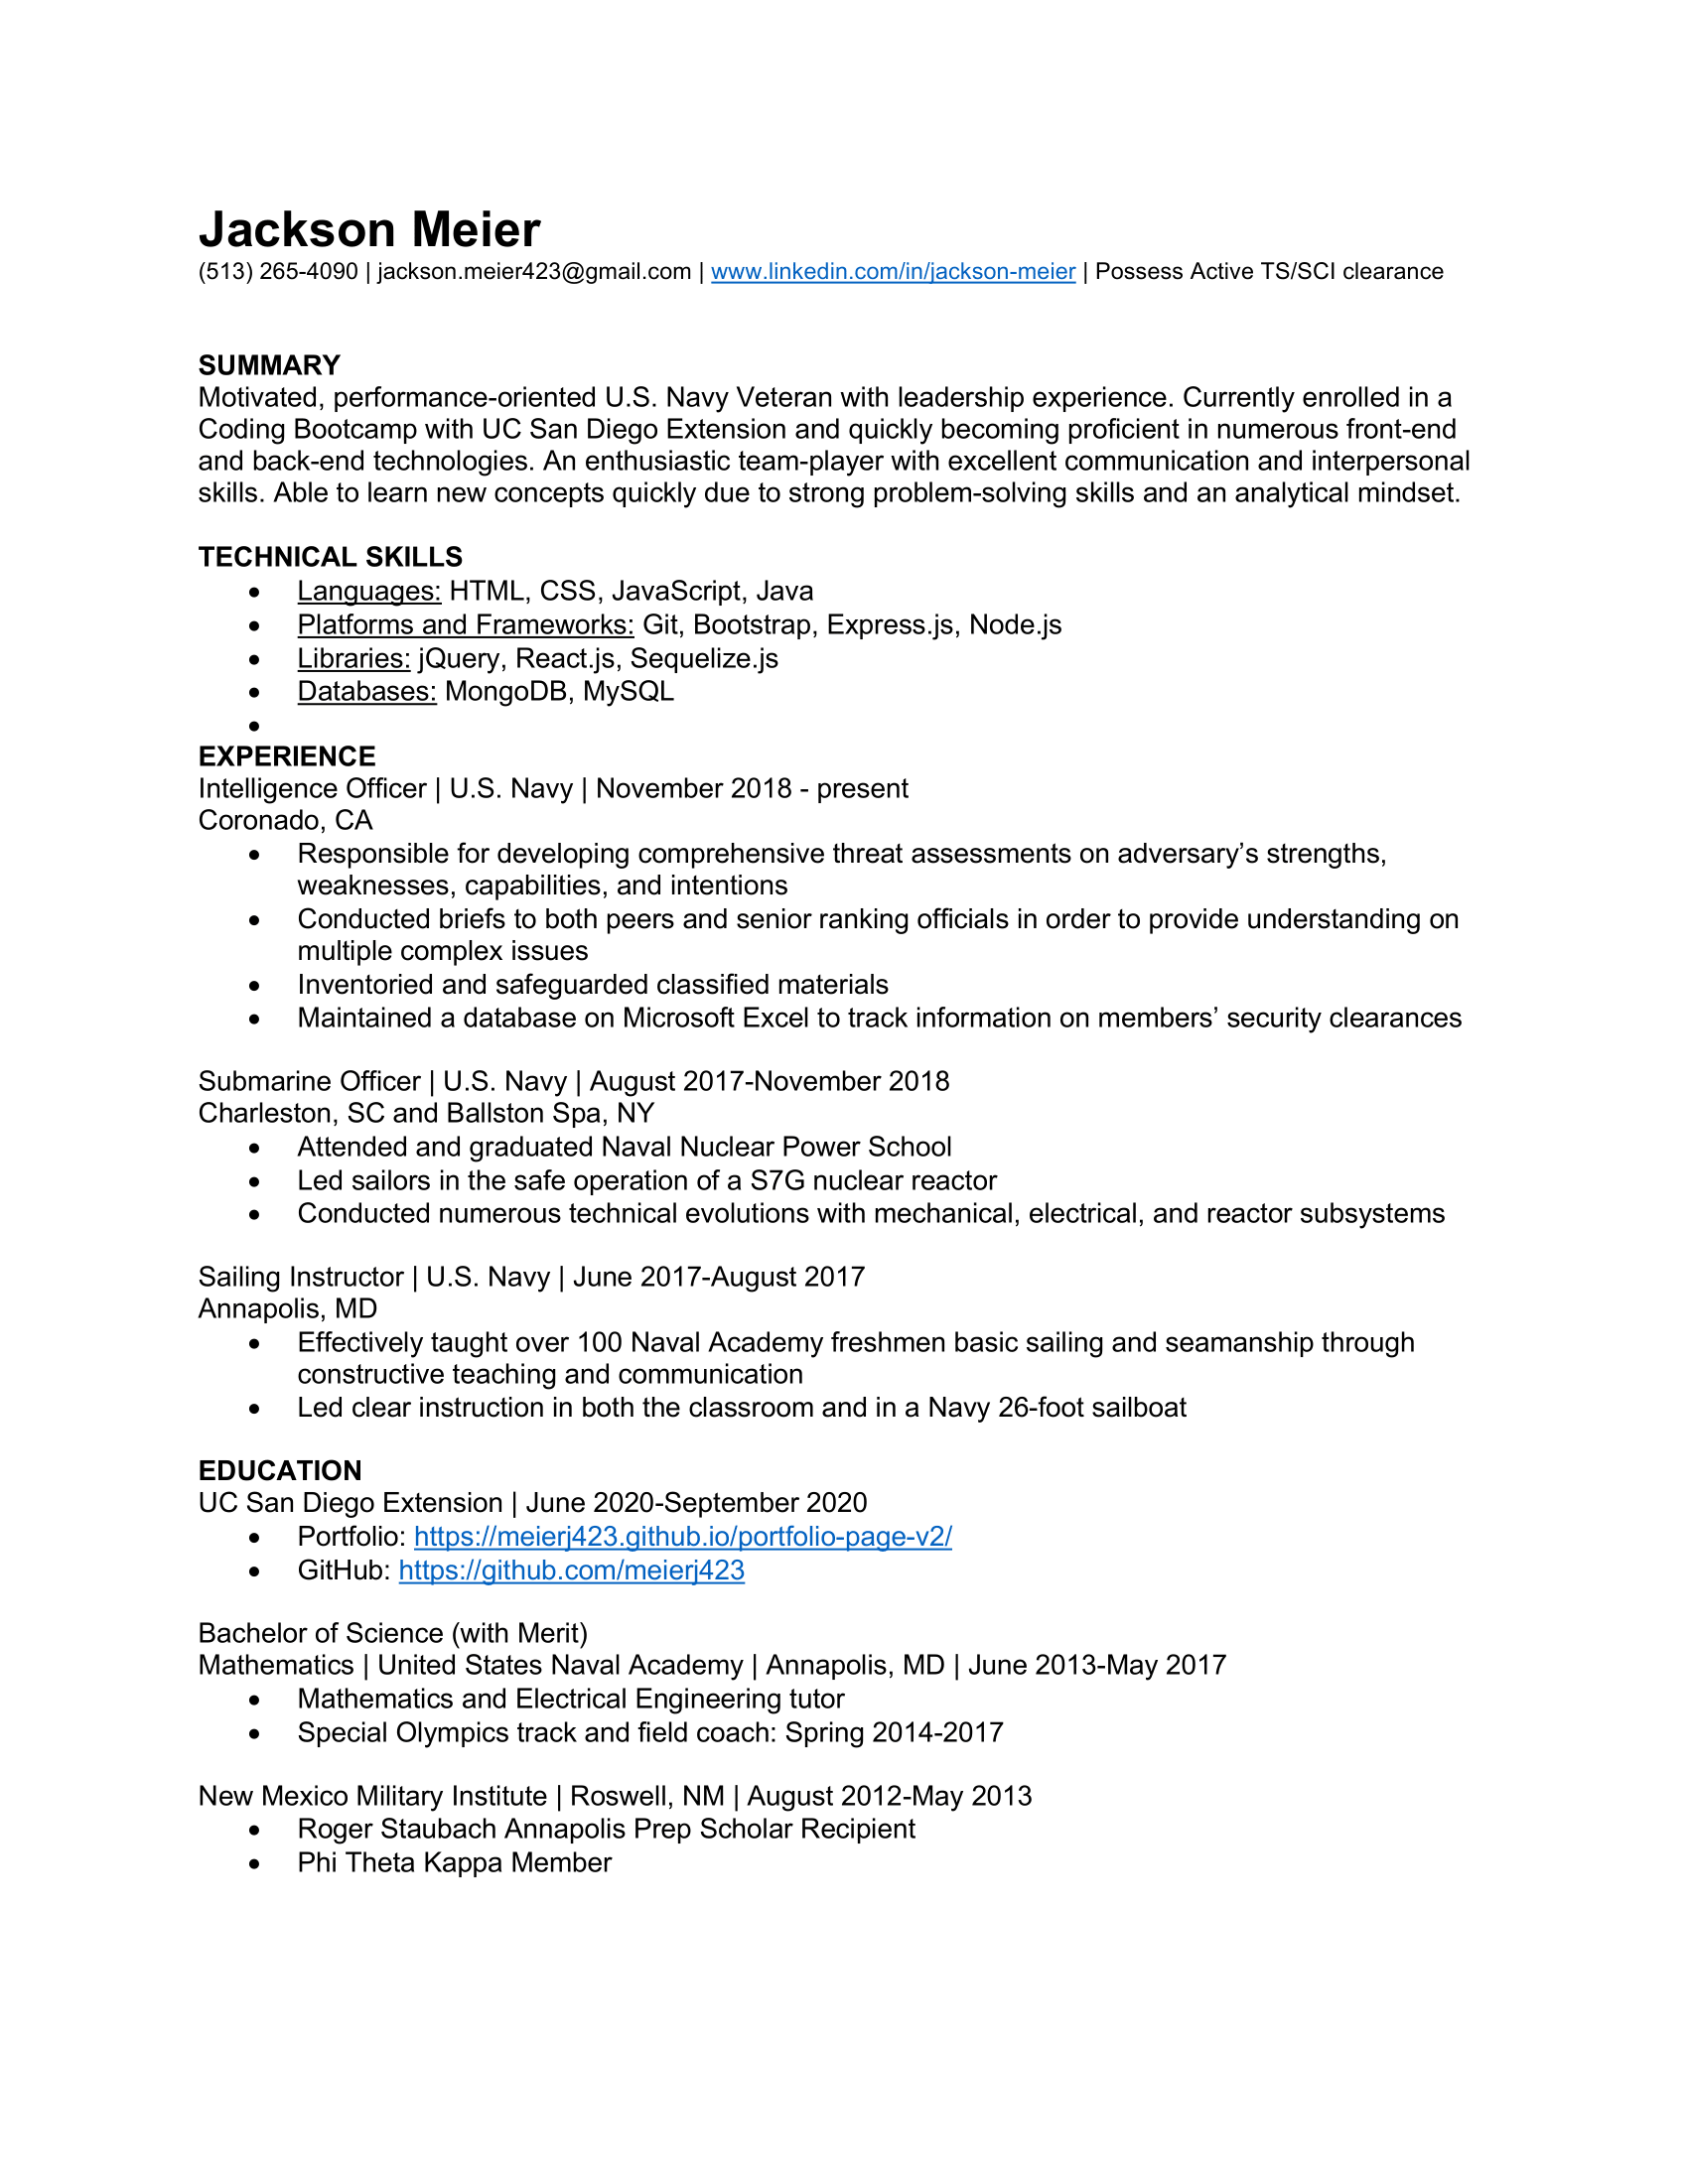 Jackson Meier
(513) 265-4090 | jackson.meier423@gmail.com | www.linkedin.com/in/jackson-meier | Possess Active TS/SCI clearance
SUMMARY
Motivated, performance-oriented U.S. Navy Veteran with leadership experience. Currently enrolled in a
Coding Bootcamp with UC San Diego Extension and quickly becoming proficient in numerous front-end
and back-end technologies. An enthusiastic team-player with excellent communication and interpersonal
skills. Able to learn new concepts quickly due to strong problem-solving skills and an analytical mindset.
TECHNICAL SKILLS
• Languages: HTML, CSS, JavaScript, Java
• Platforms and Frameworks: Git, Bootstrap, Express.js, Node.js
• Libraries: jQuery, React.js, Sequelize.js
• Databases: MongoDB, MySQL
•
EXPERIENCE
Intelligence Officer | U.S. Navy | November 2018 - present
Coronado, CA
• Responsible for developing comprehensive threat assessments on adversary’s strengths,
weaknesses, capabilities, and intentions
• Conducted briefs to both peers and senior ranking officials in order to provide understanding on
multiple complex issues
• Inventoried and safeguarded classified materials
• Maintained a database on Microsoft Excel to track information on members’ security clearances
Submarine Officer | U.S. Navy | August 2017-November 2018
Charleston, SC and Ballston Spa, NY
• Attended and graduated Naval Nuclear Power School
• Led sailors in the safe operation of a S7G nuclear reactor
• Conducted numerous technical evolutions with mechanical, electrical, and reactor subsystems
Sailing Instructor | U.S. Navy | June 2017-August 2017
Annapolis, MD
• Effectively taught over 100 Naval Academy freshmen basic sailing and seamanship through
constructive teaching and communication
• Led clear instruction in both the classroom and in a Navy 26-foot sailboat
EDUCATION
UC San Diego Extension | June 2020-September 2020
• Portfolio: https://meierj423.github.io/portfolio-page-v2/
• GitHub: https://github.com/meierj423
Bachelor of Science (with Merit)
Mathematics | United States Naval Academy | Annapolis, MD | June 2013-May 2017
• Mathematics and Electrical Engineering tutor
• Special Olympics track and field coach: Spring 2014-2017
New Mexico Military Institute | Roswell, NM | August 2012-May 2013
• Roger Staubach Annapolis Prep Scholar Recipient
• Phi Theta Kappa Member